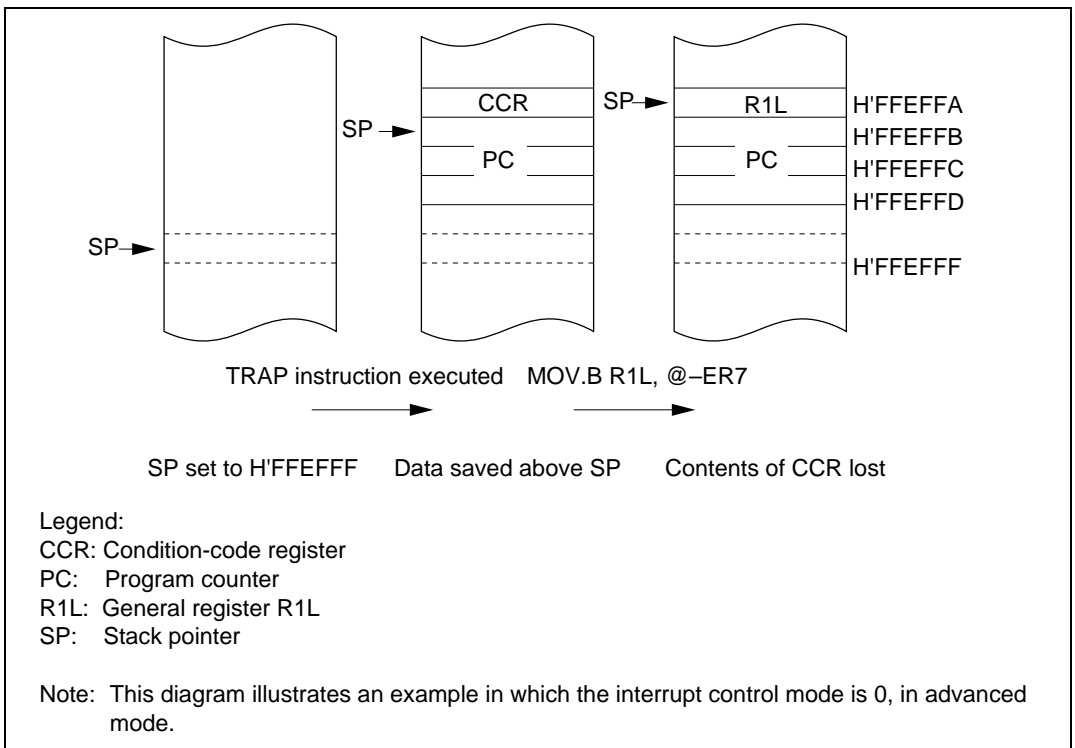 CCR SP R1L H'FFEFFA
SP H'FFEFFB
PC PC H'FFEFFC
H'FFEFFD
SP H'FFEFFF
TRAP instruction executed MOV.B R1L, @–ER7
SP set to H'FFEFFF Data saved above SP Contents of CCR lost
Legend:
CCR: Condition-code register
PC: Program counter
R1L: General register R1L
SP: Stack pointer
Note: This diagram illustrates an example in which the interrupt control mode is 0, in advanced
mode.